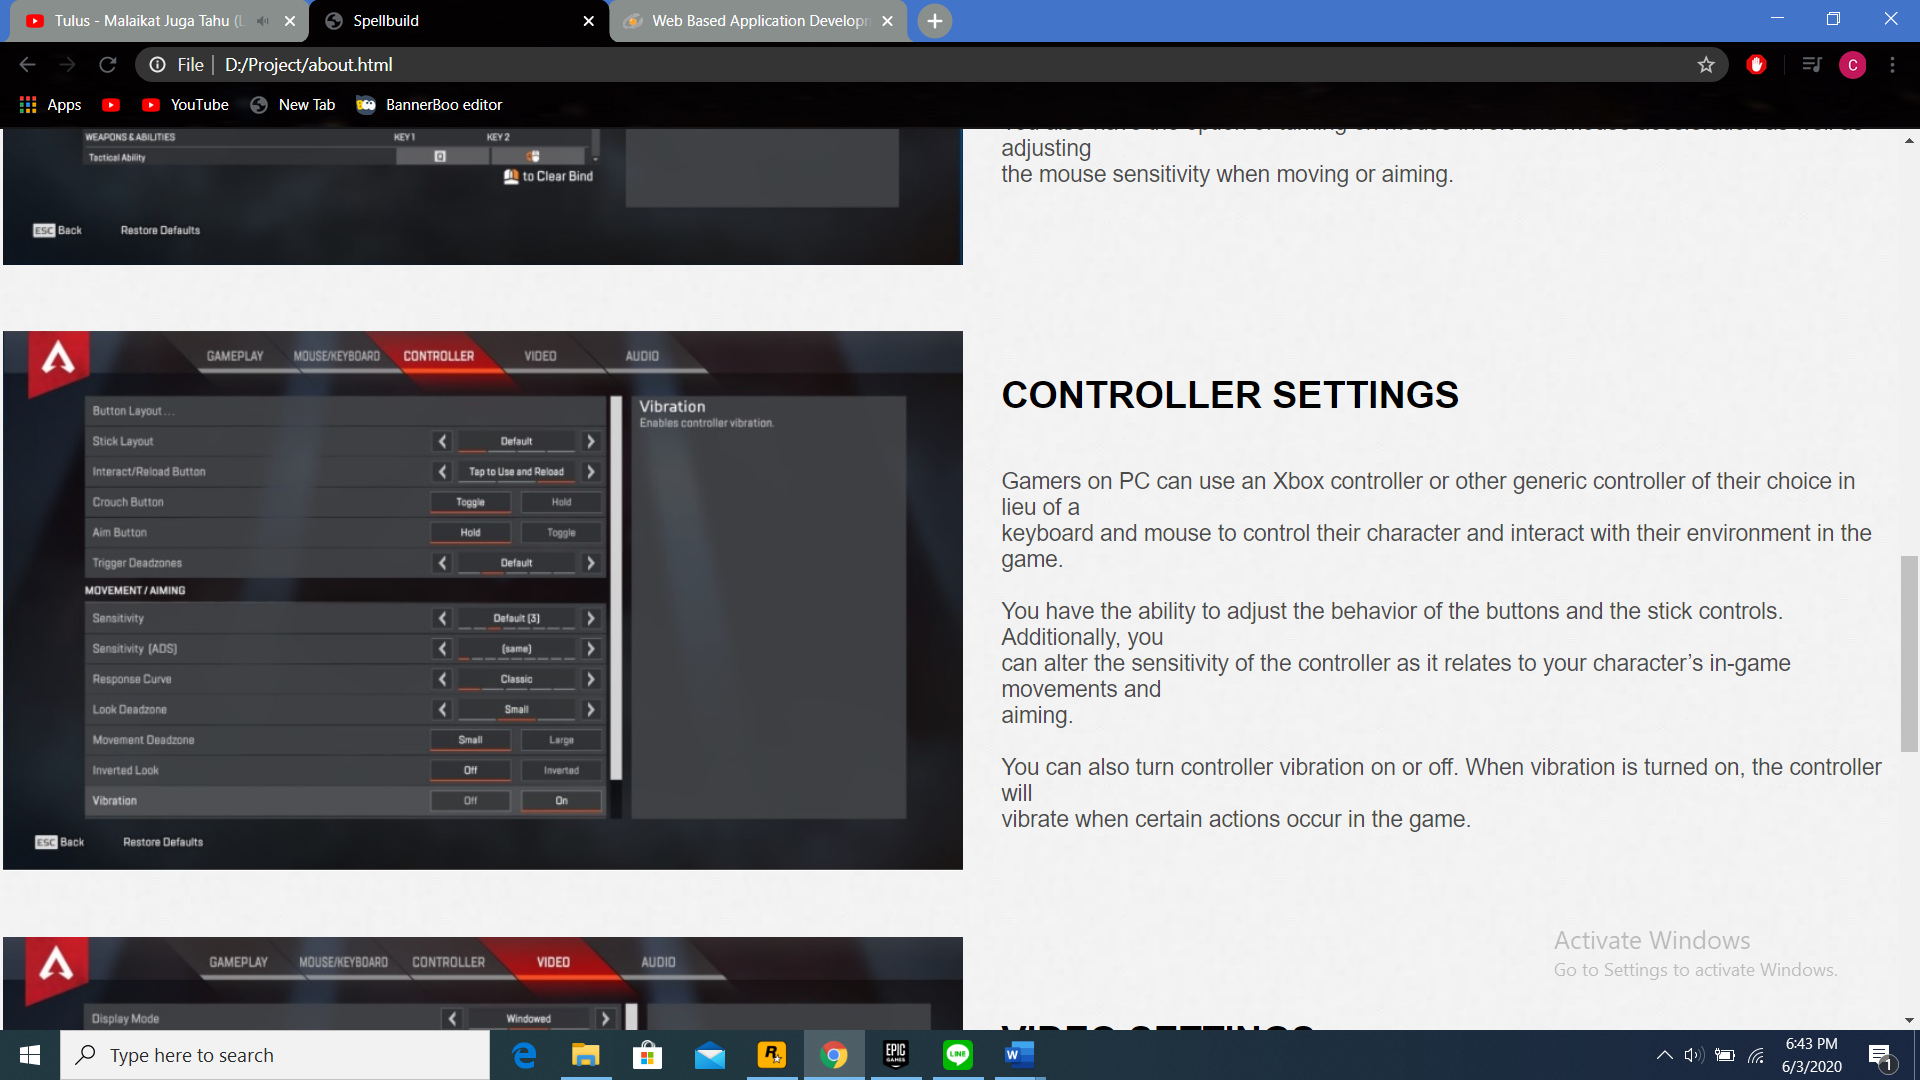 Tulus - Malaikat Juga Tahu (L
Spellbuild
Web Based Application Developm
File
D:/Project/about.html
C
Apps
YouTube
New Tab
BannerBoo editor
WEAPONS & ABILITIES KEY 1 KEY 2
Tactical Ability Q
to Clear Bind
ESC Back Restore Defaults
adjusting
the mouse sensitivity when moving or aiming.
GAMEPLAY MOUSE/KEYBOARD CONTROLLER VIDEO AUDIO
Button Layout...
Stick Layout Default
Interact/Reload Button Tap to Use and Reload
Crouch Button Toggle Hold
Aim Button Hold Toggle
Trigger Deadzones Default
MOVEMENT / AIMING
Sensitivity Default (3)
Sensitivity (ADS) (same)
Response Curve Classic
Look Deadzone Small
Movement Deadzone Small Large
Inverted Look Off Inverted
Vibration Off On
Vibration
Enables controller vibration.
ESC Back Restore Defaults
CONTROLLER SETTINGS
Gamers on PC can use an Xbox controller or other generic controller of their choice in
lieu of a
keyboard and mouse to control their character and interact with their environment in the
game.
You have the ability to adjust the behavior of the buttons and the stick controls.
Additionally, you
can alter the sensitivity of the controller as it relates to your character’s in-game
movements and
aiming.
You can also turn controller vibration on or off. When vibration is turned on, the controller
will
vibrate when certain actions occur in the game.
GAMEPLAY MOUSE/KEYBOARD CONTROLLER VIDEO AUDIO
Display Mode Windowed
VIDEO SETTINGS
Activate Windows
Go to Settings to activate Windows.
Type here to search
EPIC
GAMES
LINE
W
R
6:43 PM
6/3/2020
1